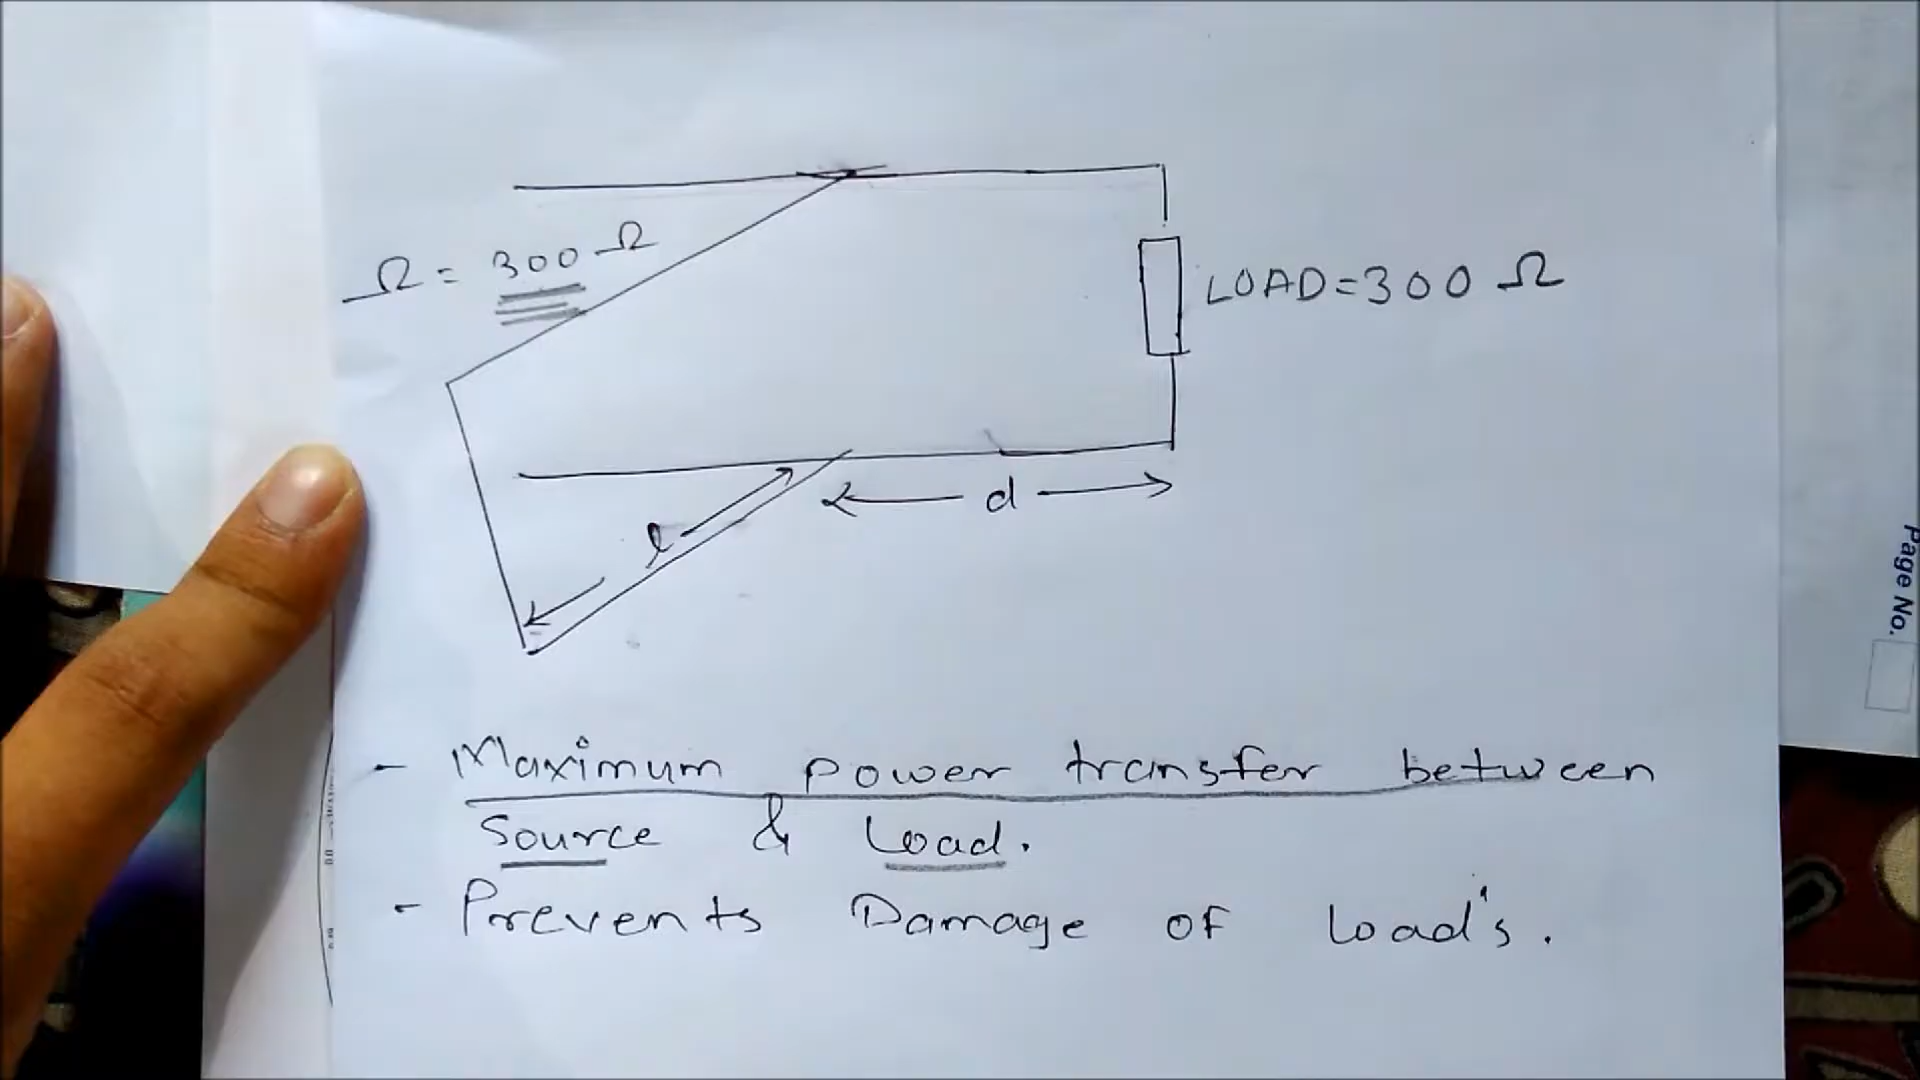 Ω = 300 Ω
LOAD=300 Ω
l
d
Page No.
- Maximum power transfer between
Source & Load.
- Prevents Damage of load's.